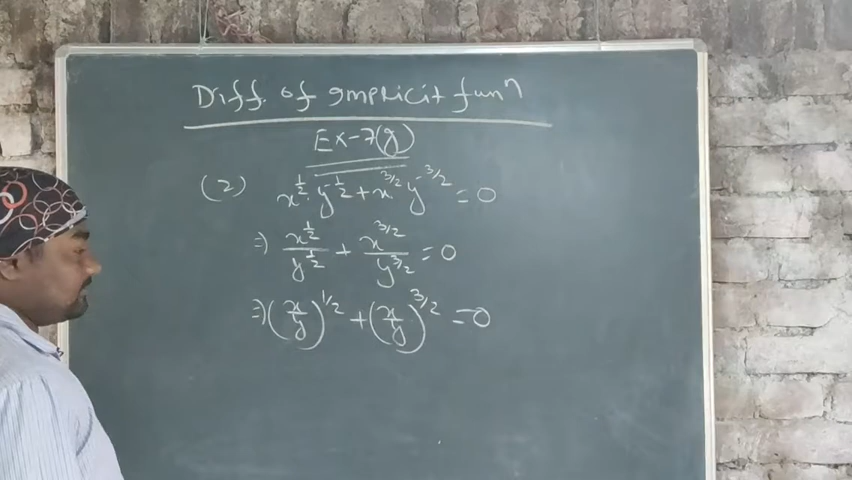 Diff. of Implicit funⁿ
Ex-7(g)
(2) x^{1/2} · y^{-1/2} + x^{3/2} · y^{-3/2} = 0
⇒ x^{1/2}/y^{1/2} + x^{3/2}/y^{3/2} = 0
⇒ (x/y)^{1/2} + (x/y)^{3/2} = 0